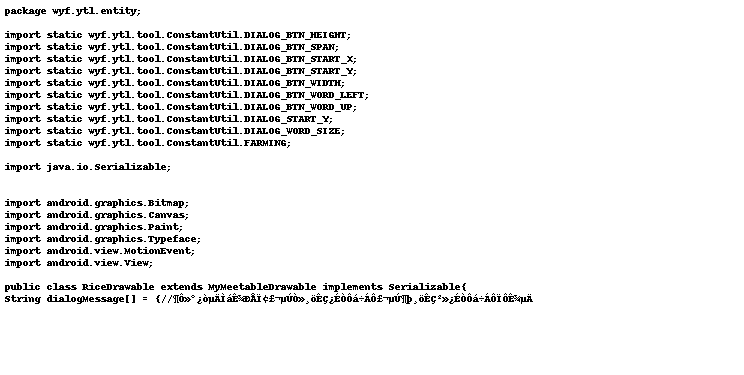 package wyf.ytl.entity;
import static wyf.ytl.tool.ConstantUtil.DIALOG_BTN_HEIGHT;
import static wyf.ytl.tool.ConstantUtil.DIALOG_BTN_SPAN;
import static wyf.ytl.tool.ConstantUtil.DIALOG_BTN_START_X;
import static wyf.ytl.tool.ConstantUtil.DIALOG_BTN_START_Y;
import static wyf.ytl.tool.ConstantUtil.DIALOG_BTN_WIDTH;
import static wyf.ytl.tool.ConstantUtil.DIALOG_BTN_WORD_LEFT;
import static wyf.ytl.tool.ConstantUtil.DIALOG_BTN_WORD_UP;
import static wyf.ytl.tool.ConstantUtil.DIALOG_START_Y;
import static wyf.ytl.tool.ConstantUtil.DIALOG_WORD_SIZE;
import static wyf.ytl.tool.ConstantUtil.FARMING;
import java.io.Serializable;
import android.graphics.Bitmap;
import android.graphics.Canvas;
import android.graphics.Paint;
import android.graphics.Typeface;
import android.view.MotionEvent;
import android.view.View;
public class RiceDrawable extends MyMeetableDrawable implements Serializable{
String dialogMessage[] = {//